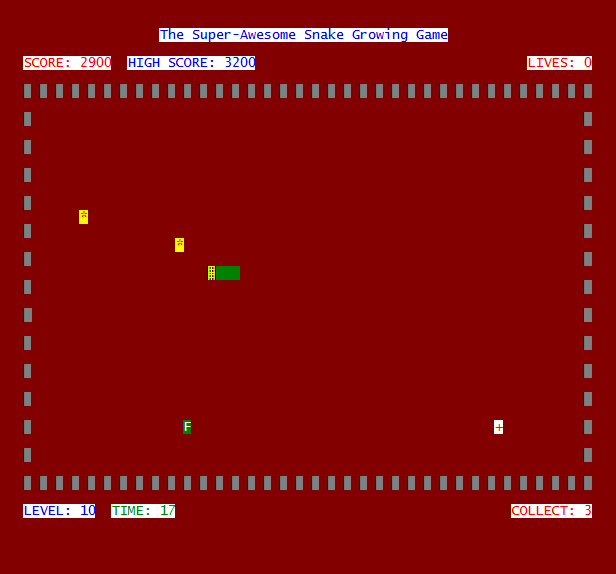 The Super-Awesome Snake Growing Game
SCORE: 2900 HIGH SCORE: 3200 LIVES: 0
F +
LEVEL: 10 TIME: 17 COLLECT: 3